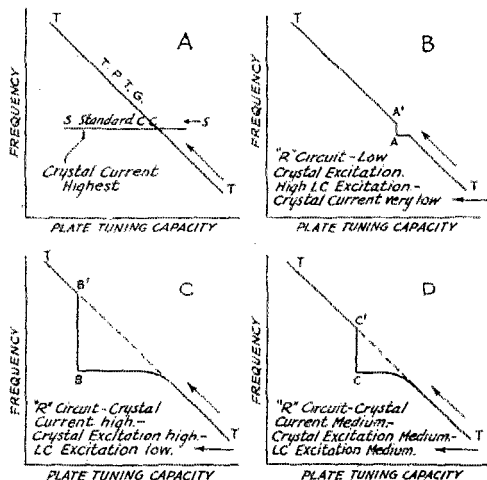 FREQUENCY
T
A
T.P.T.G.
S Standard C C
S
Crystal Current
Highest
T
PLATE TUNING CAPACITY
FREQUENCY
T
B
A'
A
"R" Circuit-Low
Crystal Excitation.
High LC Excitation-
Crystal Current very low
T
PLATE TUNING CAPACITY
FREQUENCY
T
C
B'
B
"R" Circuit-Crystal
Current high.-
Crystal Excitation high.-
LC Excitation low.
T
PLATE TUNING CAPACITY
FREQUENCY
T
D
C'
C
"R" Circuit-Crystal
Current Medium.-
Crystal Excitation Medium.-
LC Excitation Medium.
T
PLATE TUNING CAPACITY